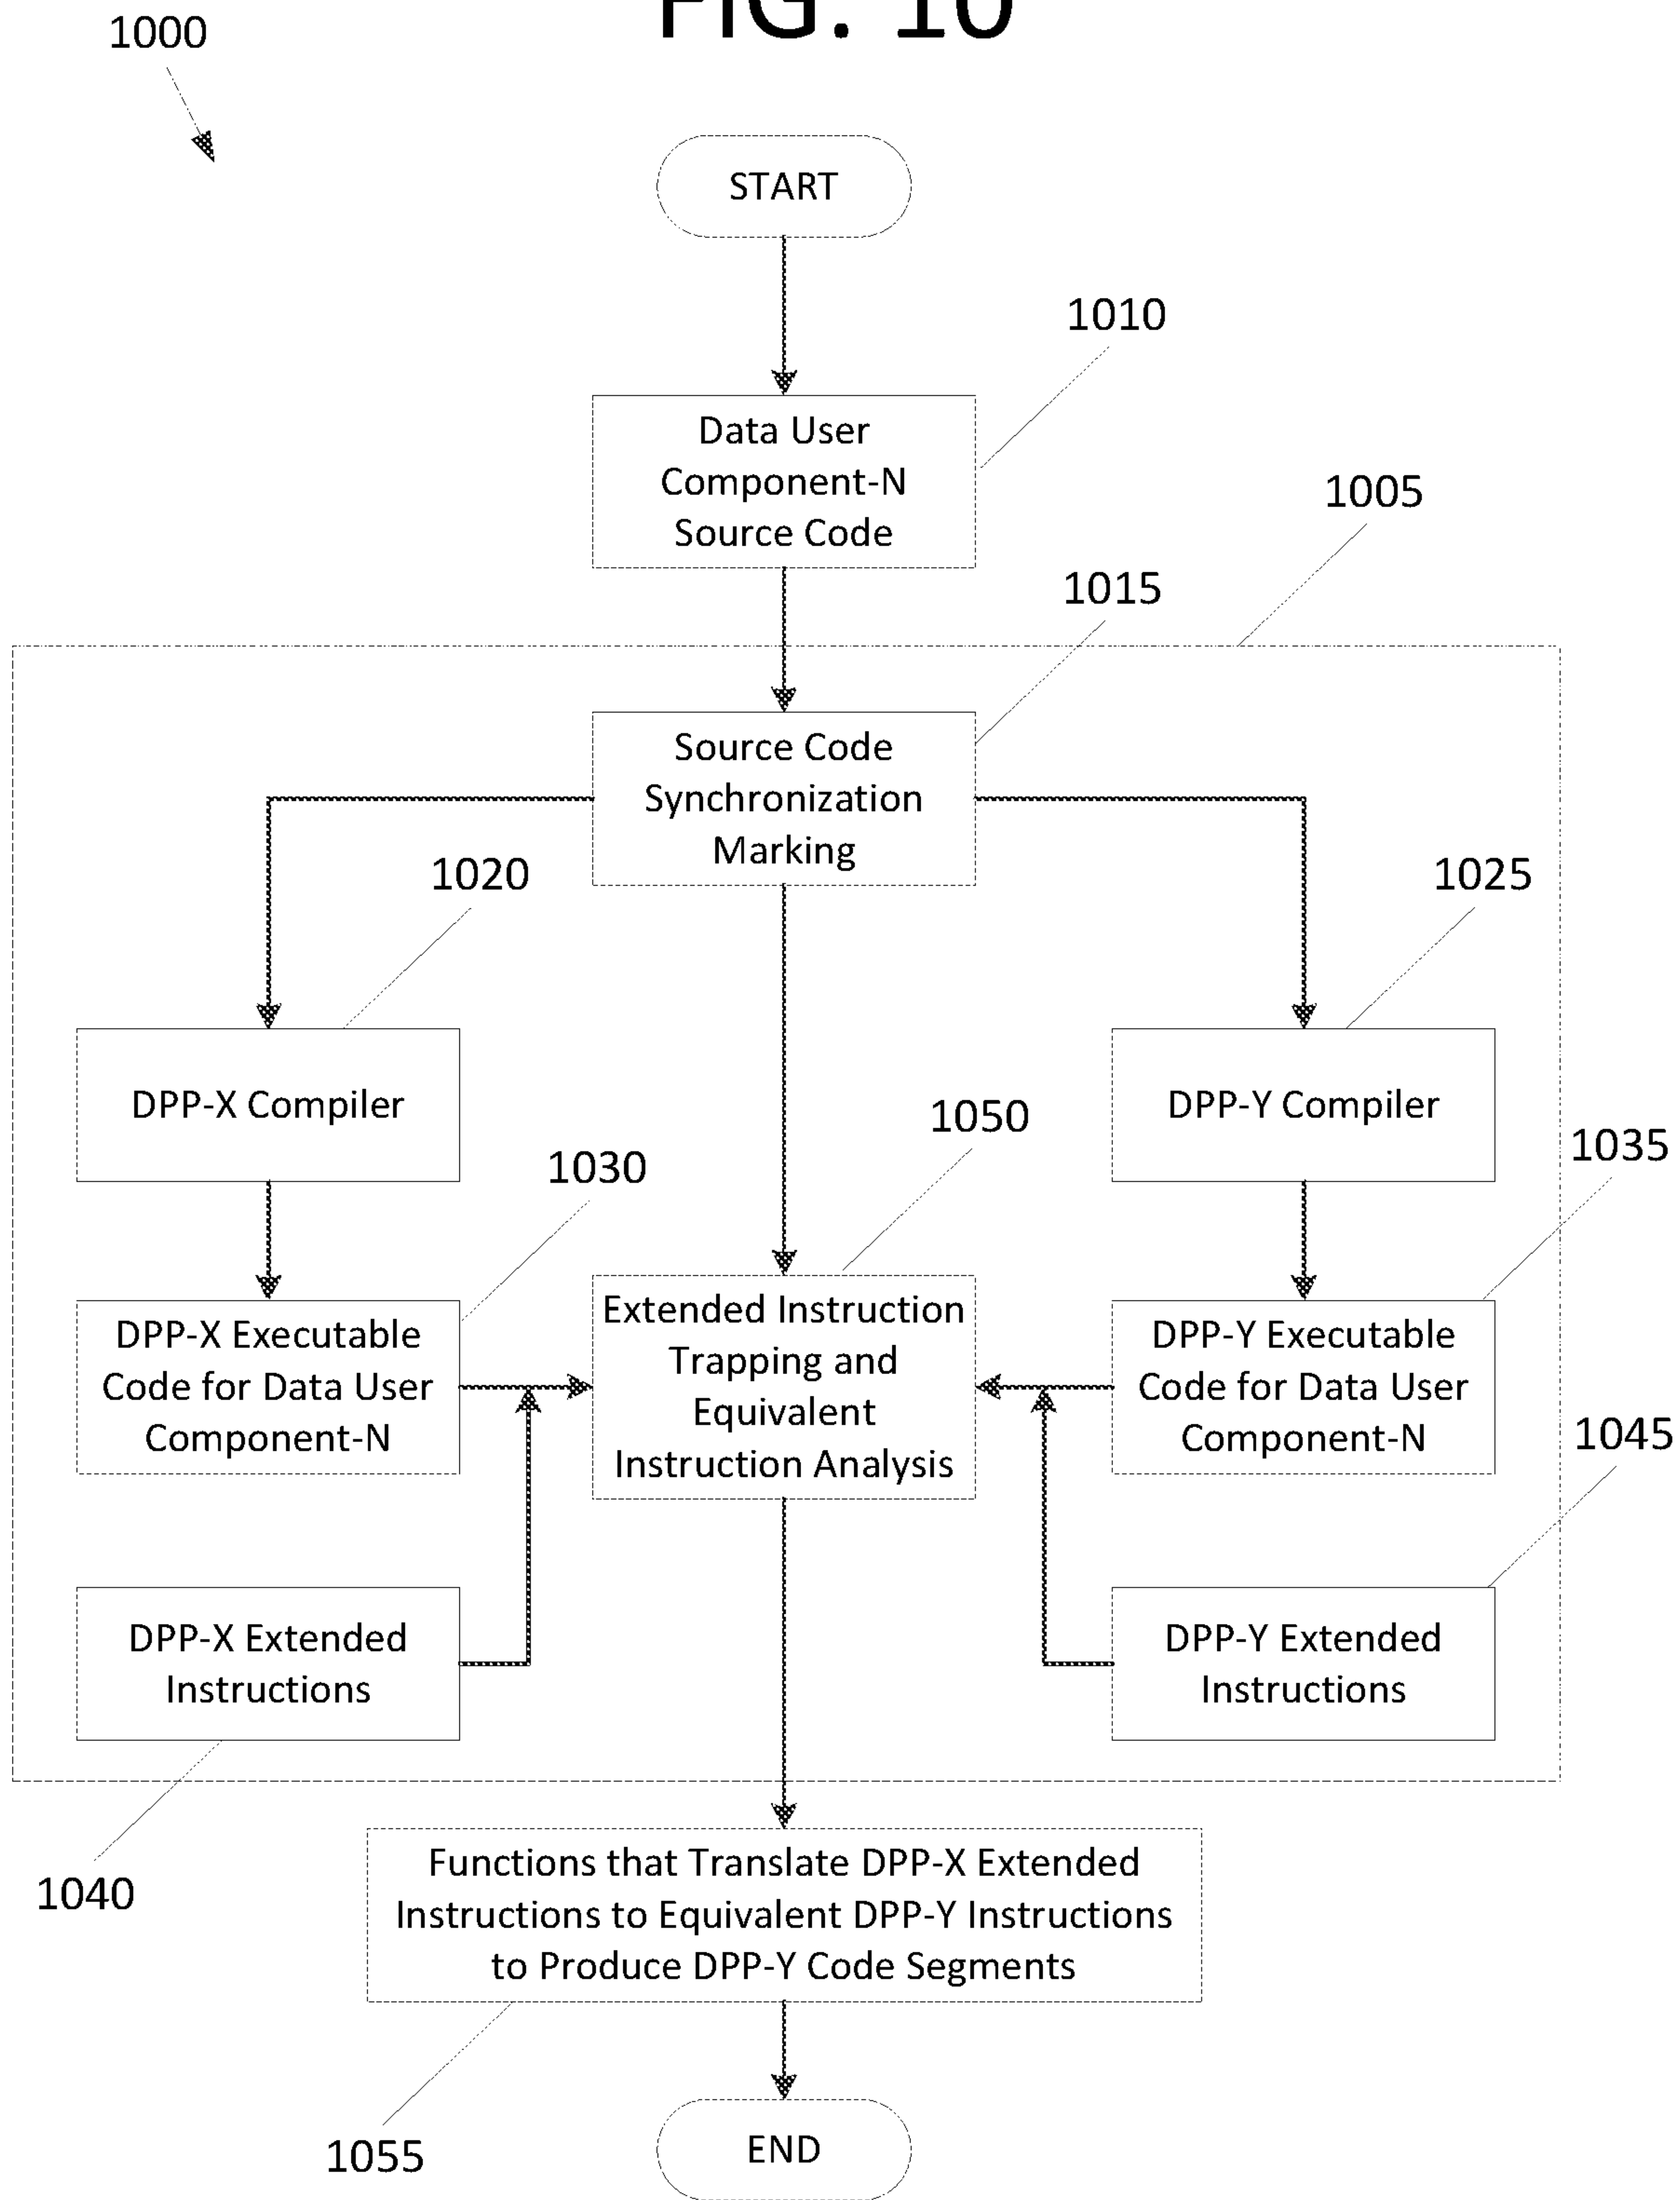 FIG. 10
1000
START
1010
Data User
Component-N
Source Code
1005
1015
Source Code
Synchronization
Marking
1020
1025
DPP-X Compiler
DPP-Y Compiler
1050
1035
1030
DPP-X Executable
Code for Data User
Component-N
Extended Instruction
Trapping and
Equivalent
Instruction Analysis
DPP-Y Executable
Code for Data User
Component-N
1045
DPP-X Extended
Instructions
DPP-Y Extended
Instructions
1040
Functions that Translate DPP-X Extended
Instructions to Equivalent DPP-Y Instructions
to Produce DPP-Y Code Segments
1055
END